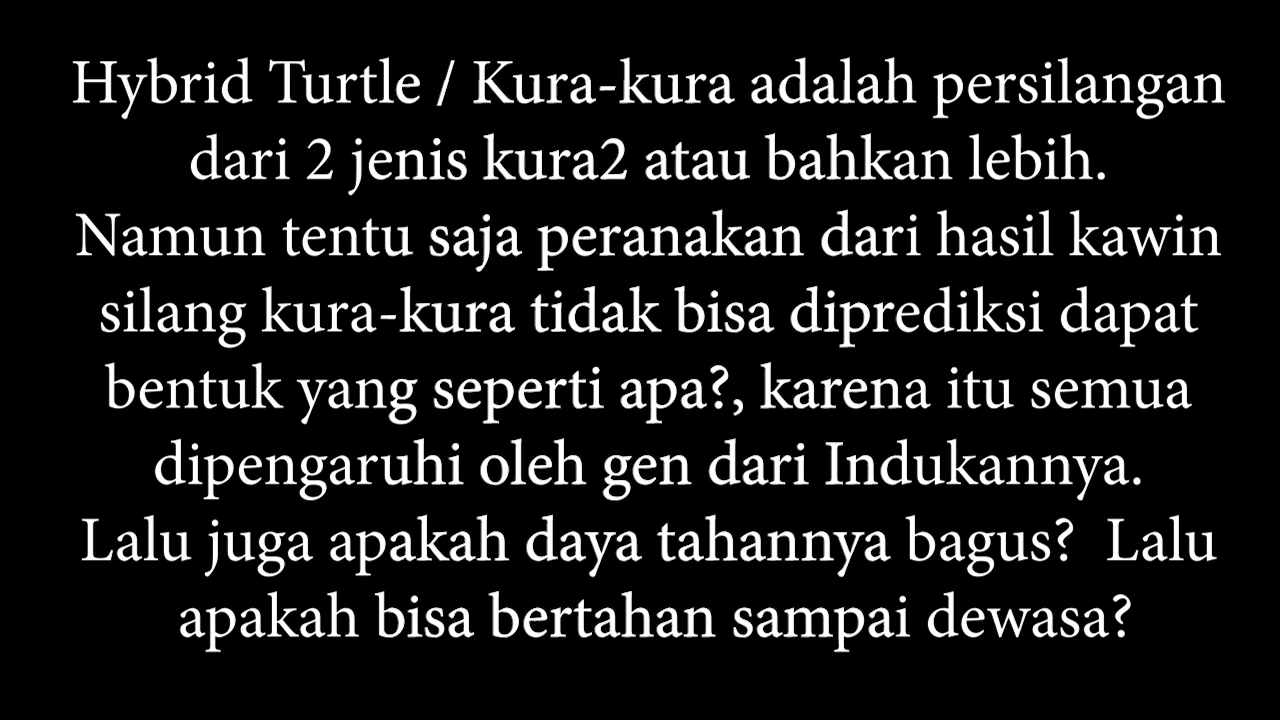 Hybrid Turtle / Kura-kura adalah persilangan
dari 2 jenis kura2 atau bahkan lebih.
Namun tentu saja peranakan dari hasil kawin
silang kura-kura tidak bisa diprediksi dapat
bentuk yang seperti apa?, karena itu semua
dipengaruhi oleh gen dari Indukannya.
Lalu juga apakah daya tahannya bagus?  Lalu
apakah bisa bertahan sampai dewasa?